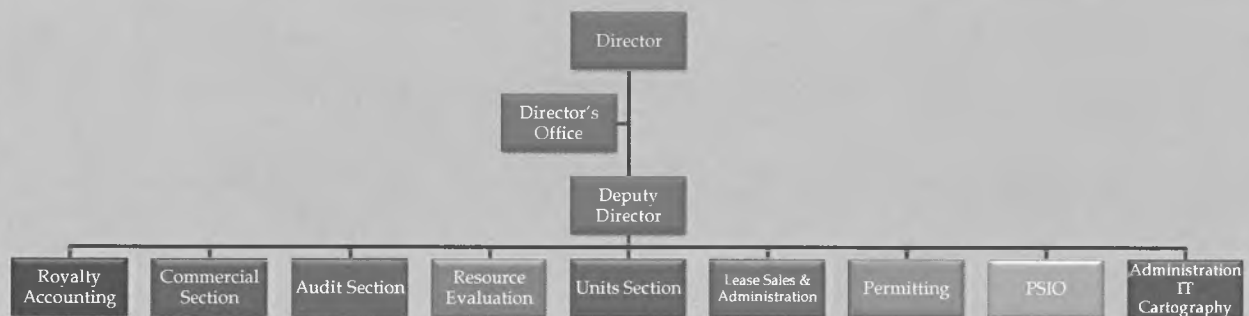 Director
Director's
Office
Deputy
Director
Royalty
Accounting
Commercial
Section
Audit Section
Resource
Evaluation
Units Section
Lease Sales &
Administration
Permitting
PSIO
Administration
IT
Cartography